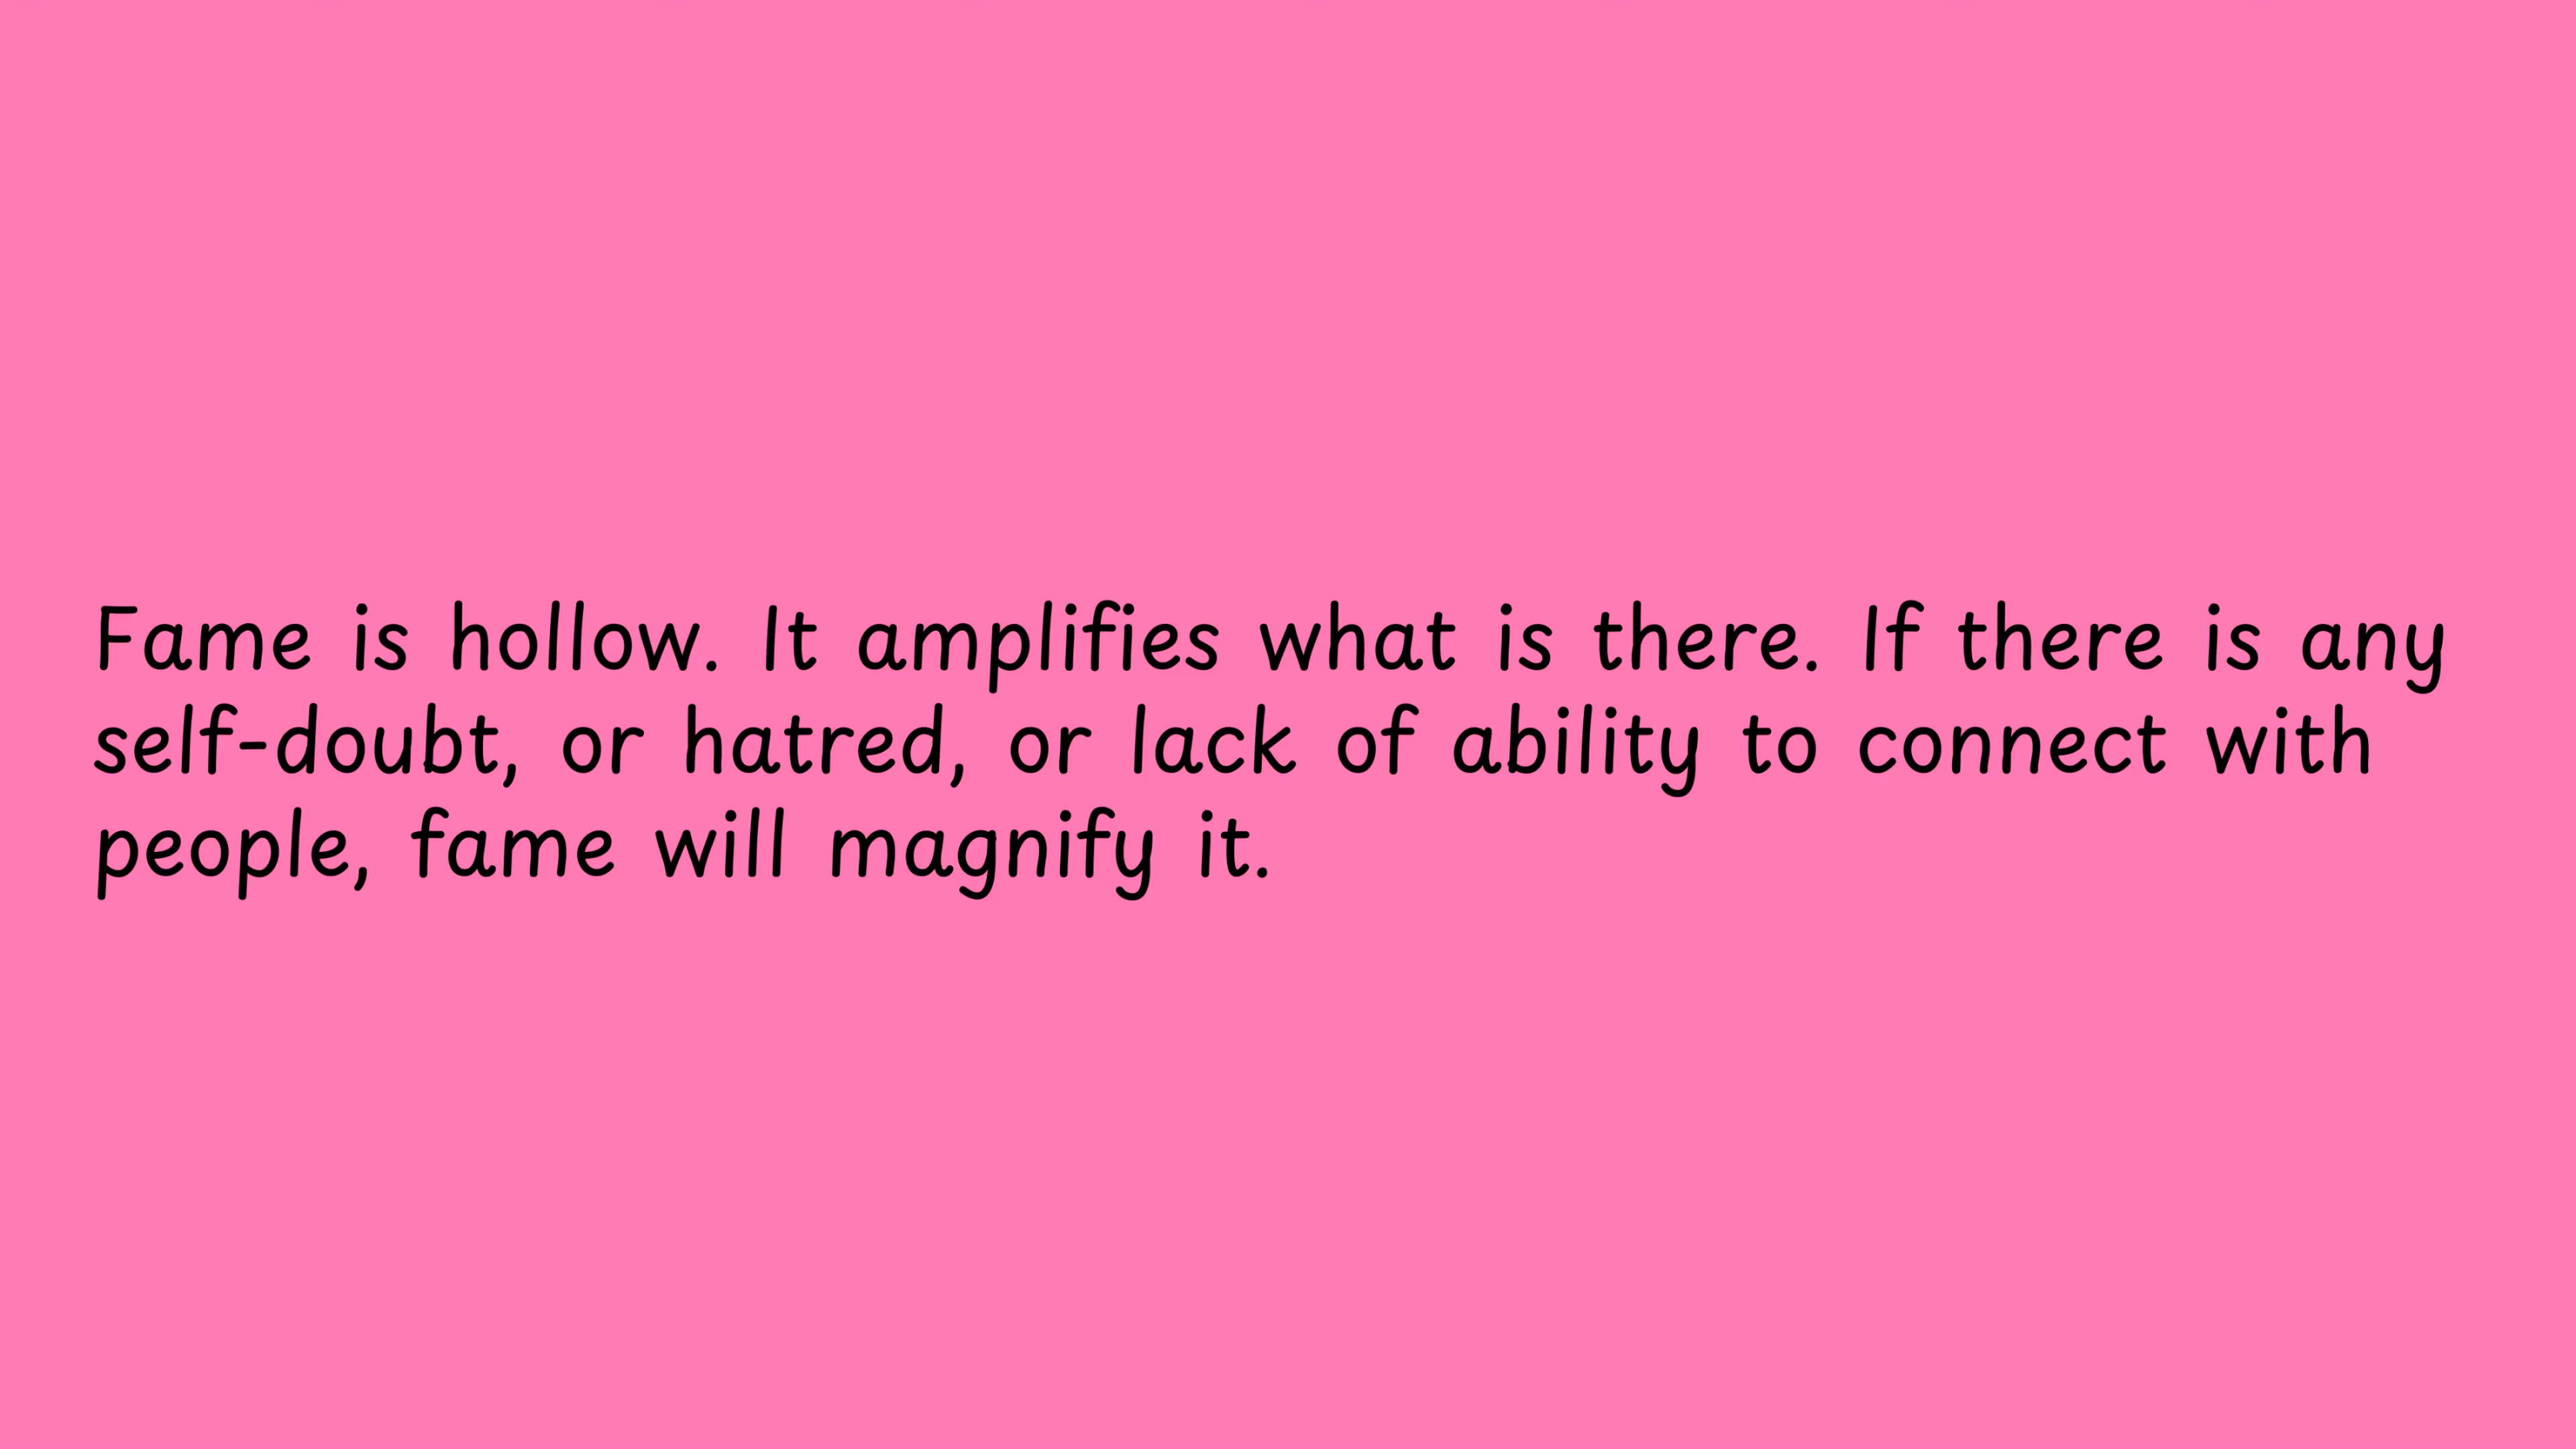 Fame is hollow. It amplifies what is there. If there is any
self-doubt, or hatred, or lack of ability to connect with
people, fame will magnify it.